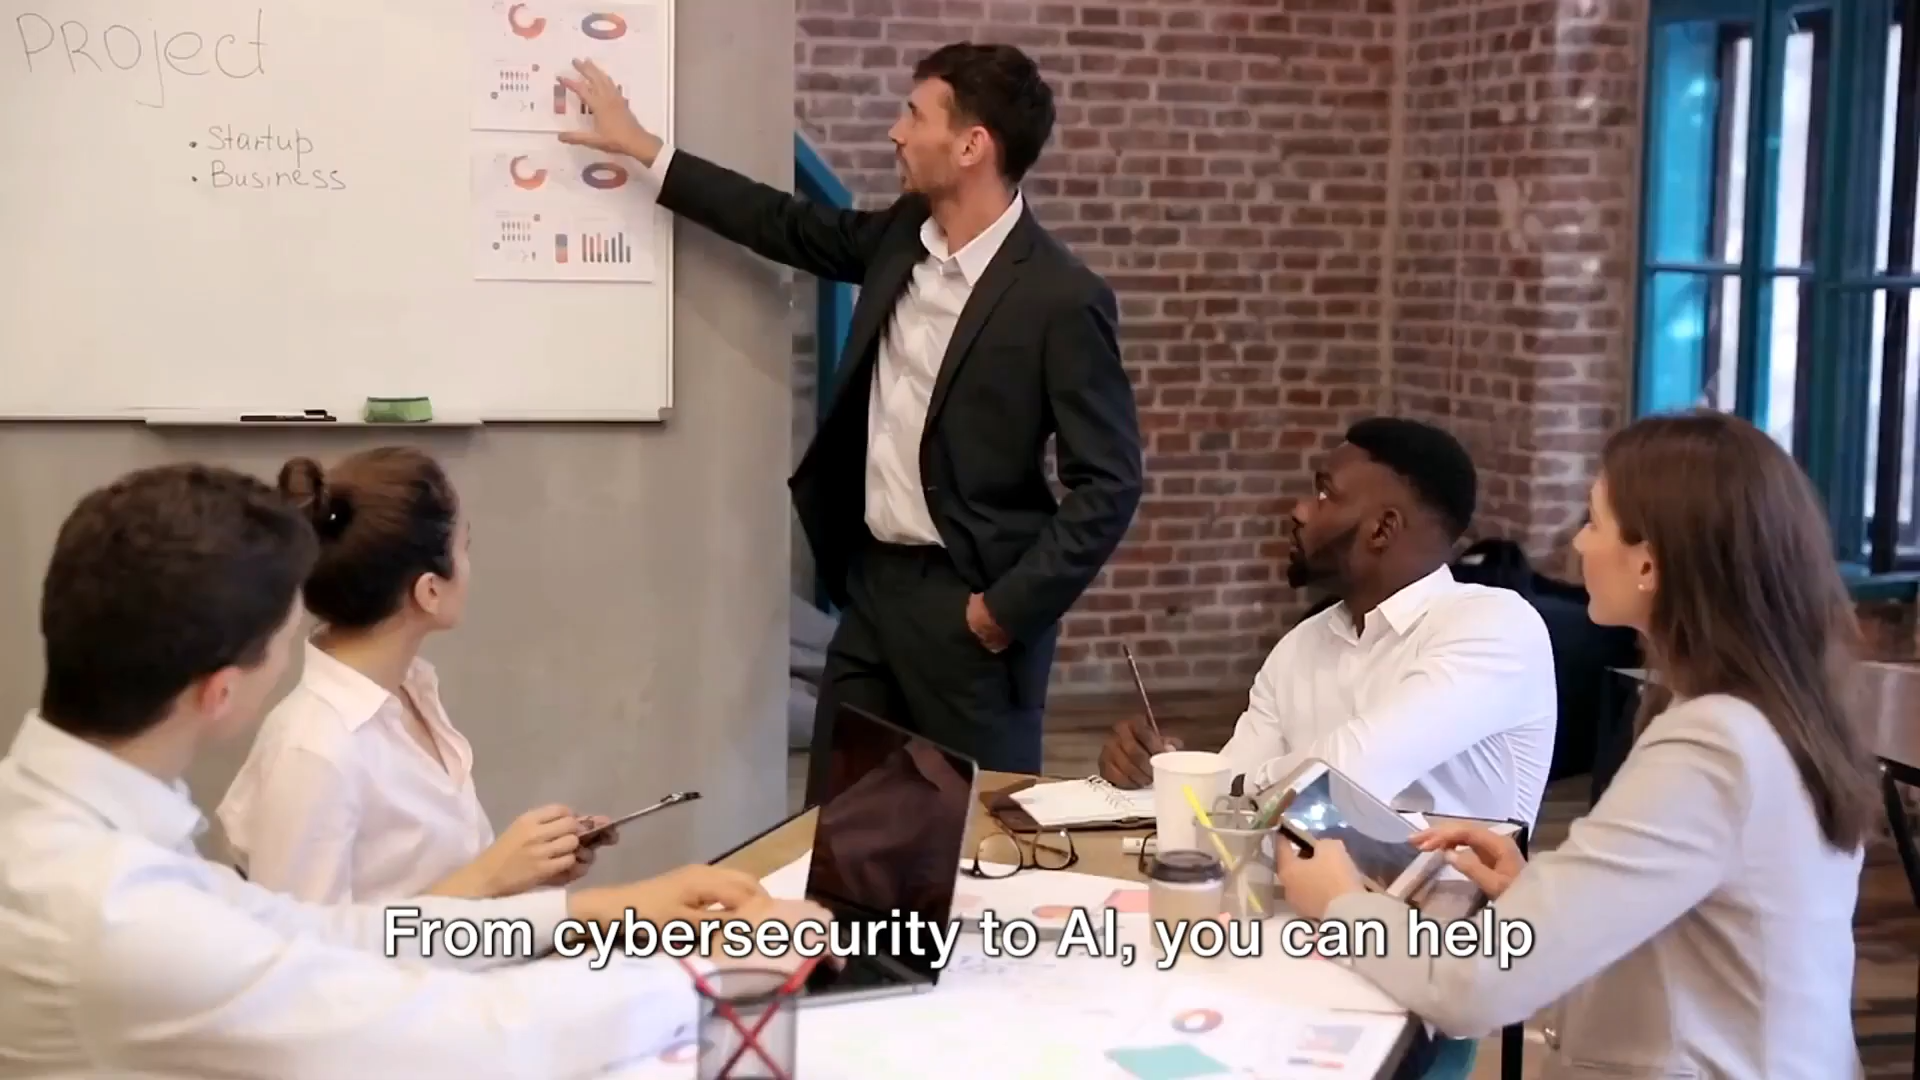 PROject
• Startup
• Business
From cybersecurity to AI, you can help